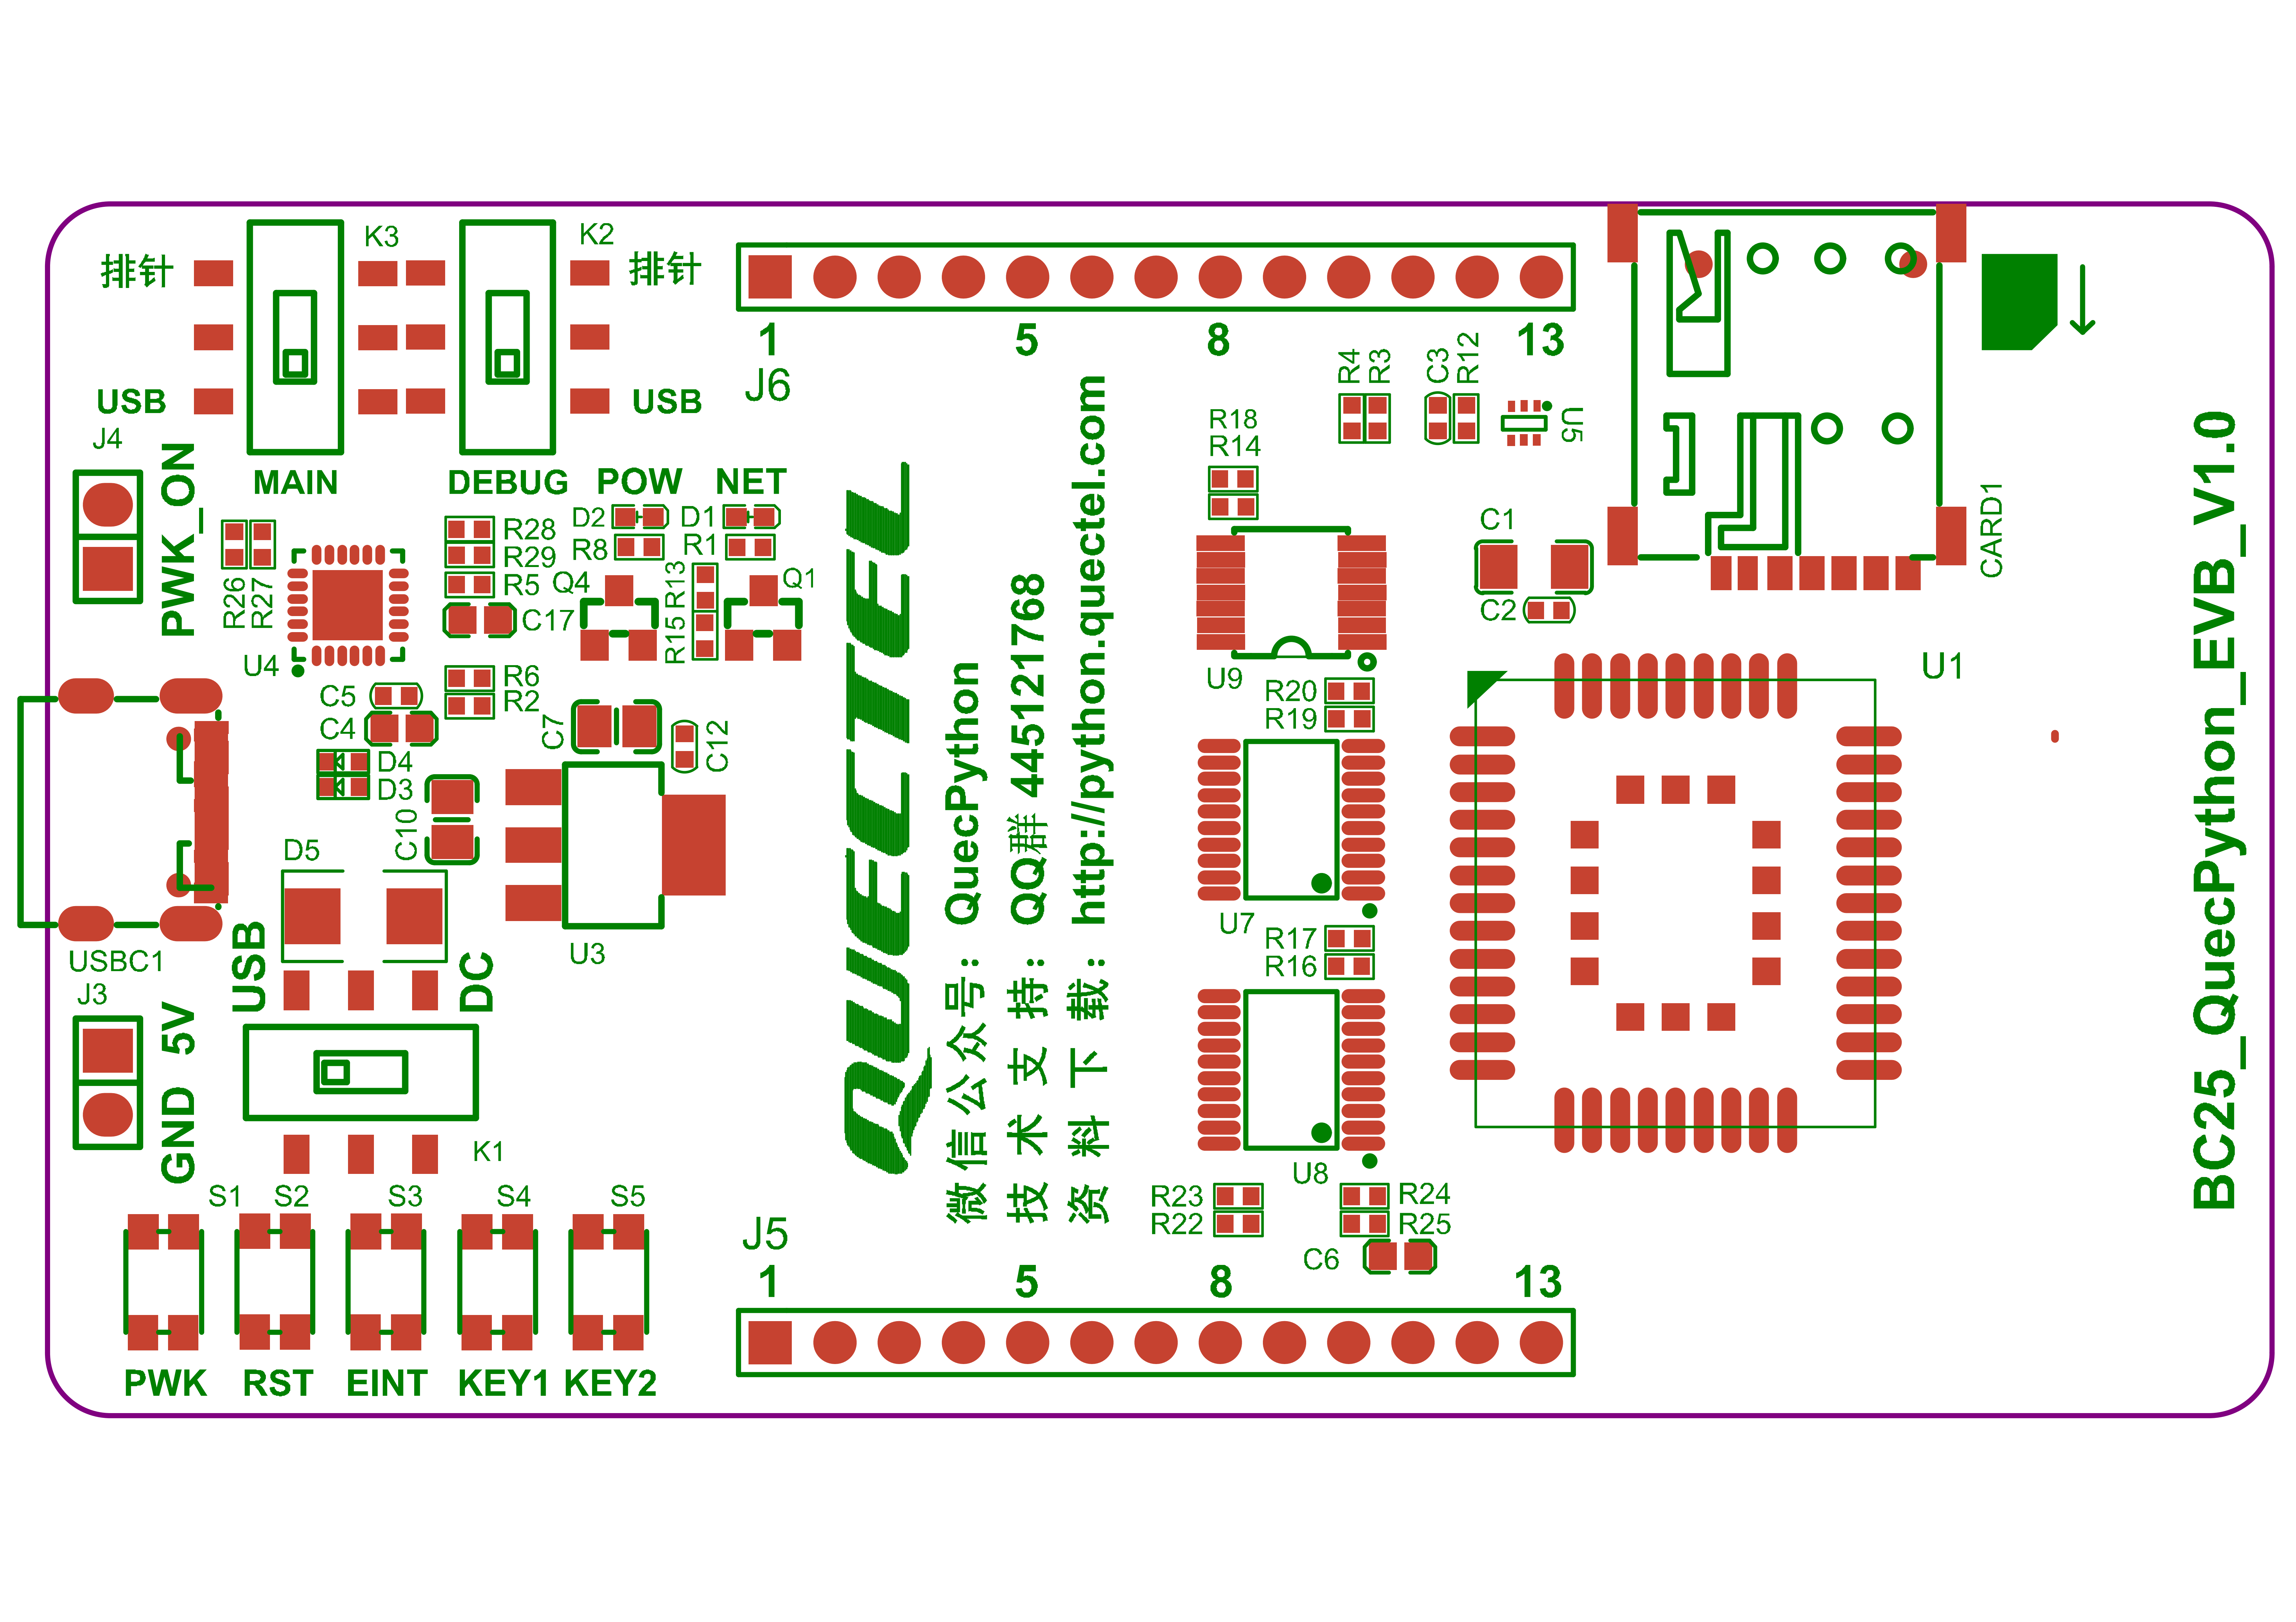 K3
K2
排针
排针
USB
USB
J4
PWK_ON
MAIN
DEBUG
POW
NET
1
5
8
13
J6
R4
R3
C3
R12
U5
R18
R14
CARD1
D2
D1
R28
R29
R8
R1
R5
R26
R27
Q4
R13
Q1
C17
R15
U4
C1
C2
U1
U9
R6
R2
C5
C4
C7
C12
D4
D3
C10
D5
R20
R19
U7
USBC1
USB
DC
U3
R17
R16
J3
GND 5V
K1
U8
QUECTEL
微信公众号：QuecPython
技术支持：QQ群 445121768
资料下载：http://python.quectel.com
BC25_QuecPython_EVB_V1.0
S1
S2
S3
S4
S5
R23
R22
R24
R25
C6
J5
1
5
8
13
PWK
RST
EINT
KEY1
KEY2